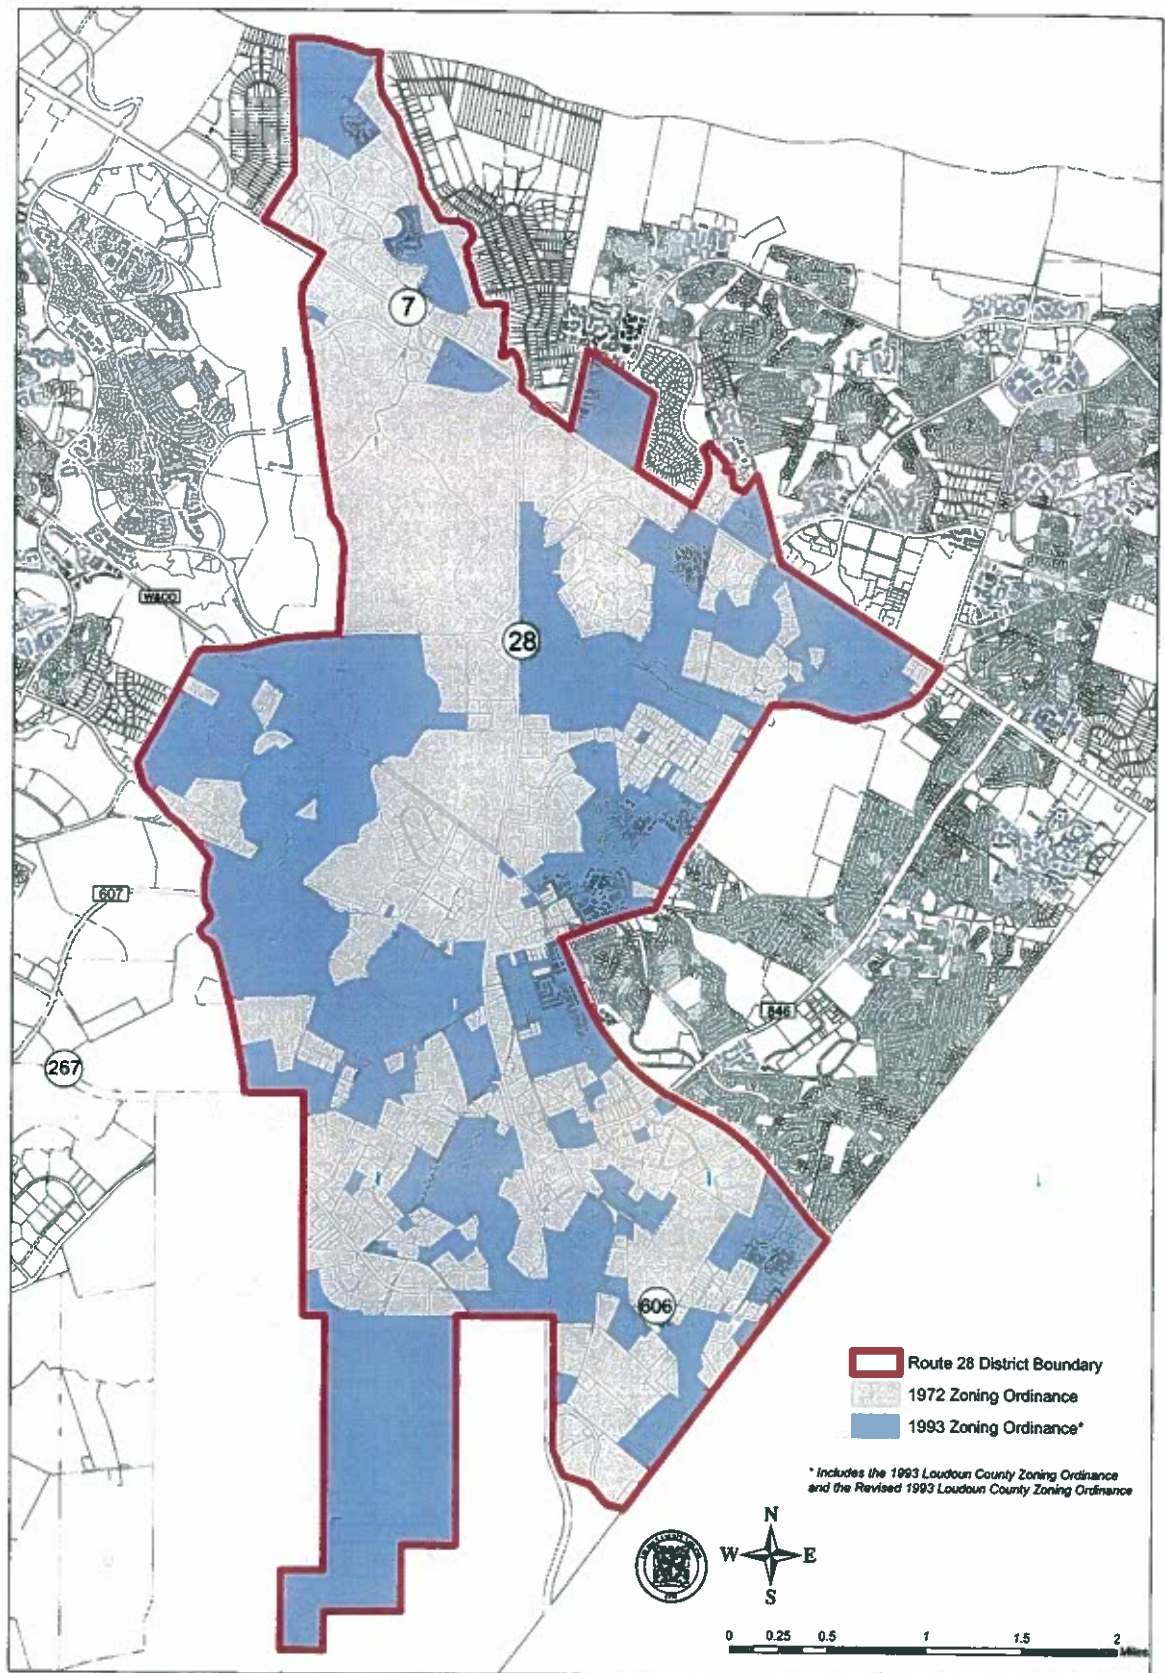 7
W&OD
28
607
846
267
606
Route 28 District Boundary
1972 Zoning Ordinance
1993 Zoning Ordinance*
* Includes the 1993 Loudoun County Zoning Ordinance
and the Revised 1993 Loudoun County Zoning Ordinance
N
W E
S
0 0.25 0.5 1 1.5 2
Miles